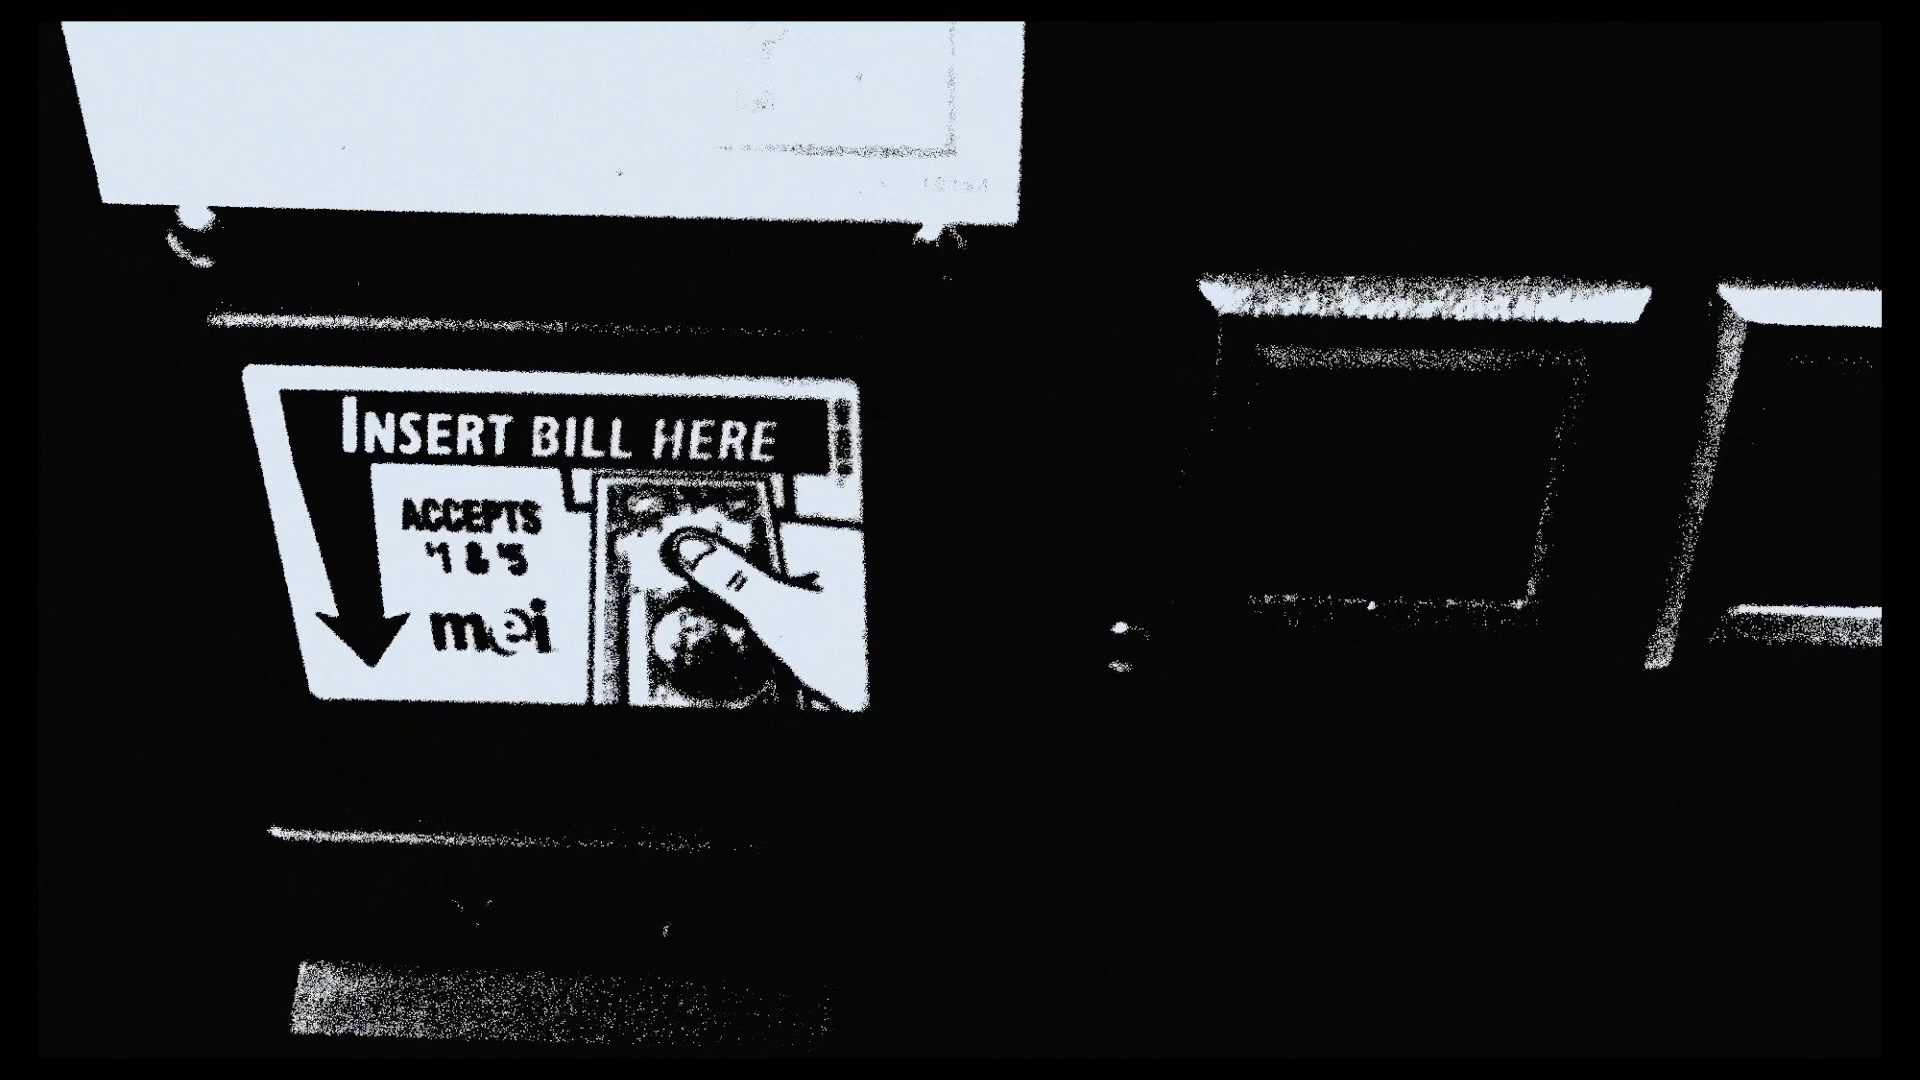 INSERT BILL HERE
ACCEPTS
$1 & $5
mei